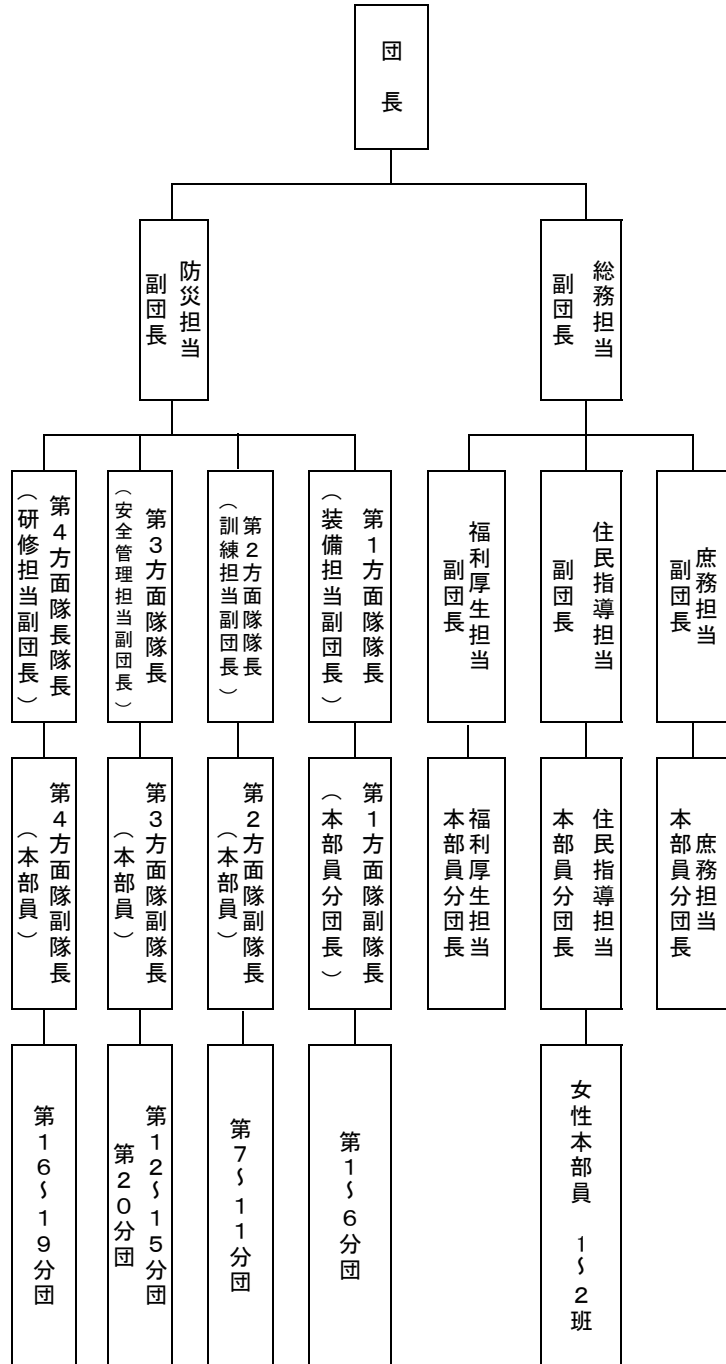 団長
防災担当
副団長
総務担当
副団長
第４方面隊長隊長
（研修担当副団長）
第３方面隊隊長
（安全管理担当副団長）
第２方面隊隊長
（訓練担当副団長）
第１方面隊隊長
（装備担当副団長）
福利厚生担当
副団長
住民指導担当
副団長
庶務担当
副団長
第４方面隊副隊長
（本部員）
第３方面隊副隊長
（本部員）
第２方面隊副隊長
（本部員）
第１方面隊副隊長
（本部員分団長）
福利厚生担当
本部員分団長
住民指導担当
本部員分団長
庶務担当
本部員分団長
第１６～１９分団
第１２～１５分団
第２０分団
第７～１１分団
第１～６分団
女性本部員　１～２班